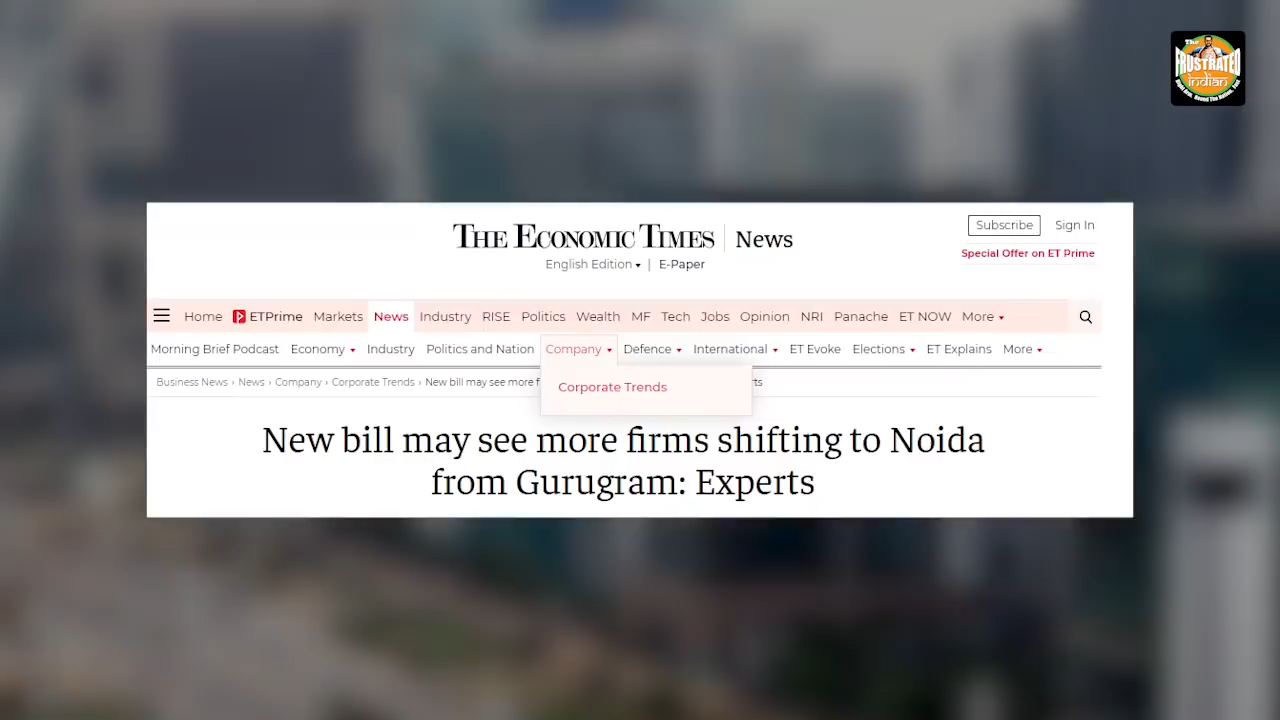 The
FRUSTRATED
indian
THE ECONOMIC TIMES | News
Subscribe Sign In
English Edition | E-Paper
Special Offer on ET Prime
Home ETPrime Markets News Industry RISE Politics Wealth MF Tech Jobs Opinion NRI Panache ET NOW More
Morning Brief Podcast Economy Industry Politics and Nation Company Defence International ET Evoke Elections ET Explains More
Business News › News › Company › Corporate Trends › New bill may see more f
Corporate Trends
New bill may see more firms shifting to Noida
from Gurugram: Experts